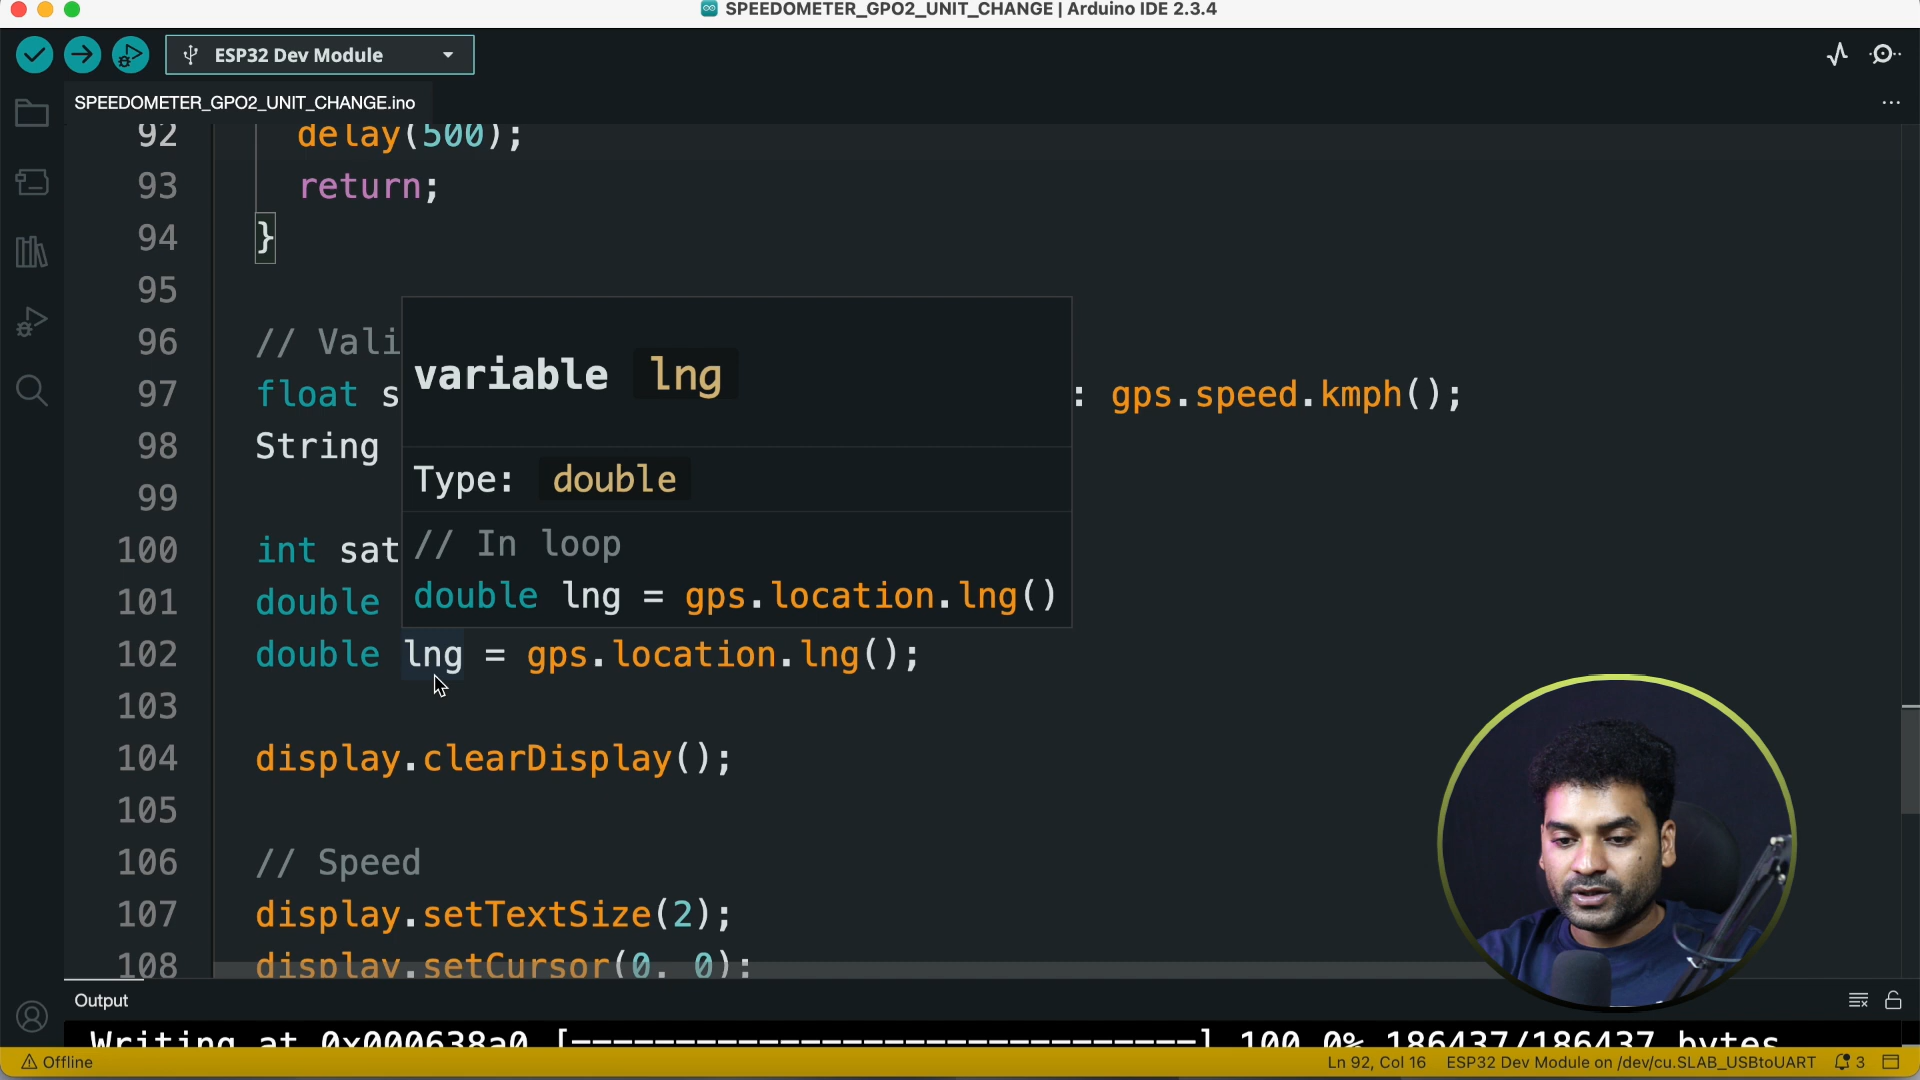 SPEEDOMETER_GPO2_UNIT_CHANGE | Arduino IDE 2.3.4
ESP32 Dev Module
SPEEDOMETER_GPO2_UNIT_CHANGE.ino
92 delay(500);
93 return;
94 }
95
96 // Vali
97 float s : gps.speed.kmph();
98 String
99
100 int sat
101 double
102 double lng = gps.location.lng();
103
104 display.clearDisplay();
105
106 // Speed
107 display.setTextSize(2);
108 display.setCursor(0, 0);
variable lng
Type: double
// In loop
double lng = gps.location.lng()
Output
Writing at 0x000638a0 [==============================] 100.0% 186437/186437 bytes
Offline
Ln 92, Col 16 ESP32 Dev Module on /dev/cu.SLAB_USBtoUART 3